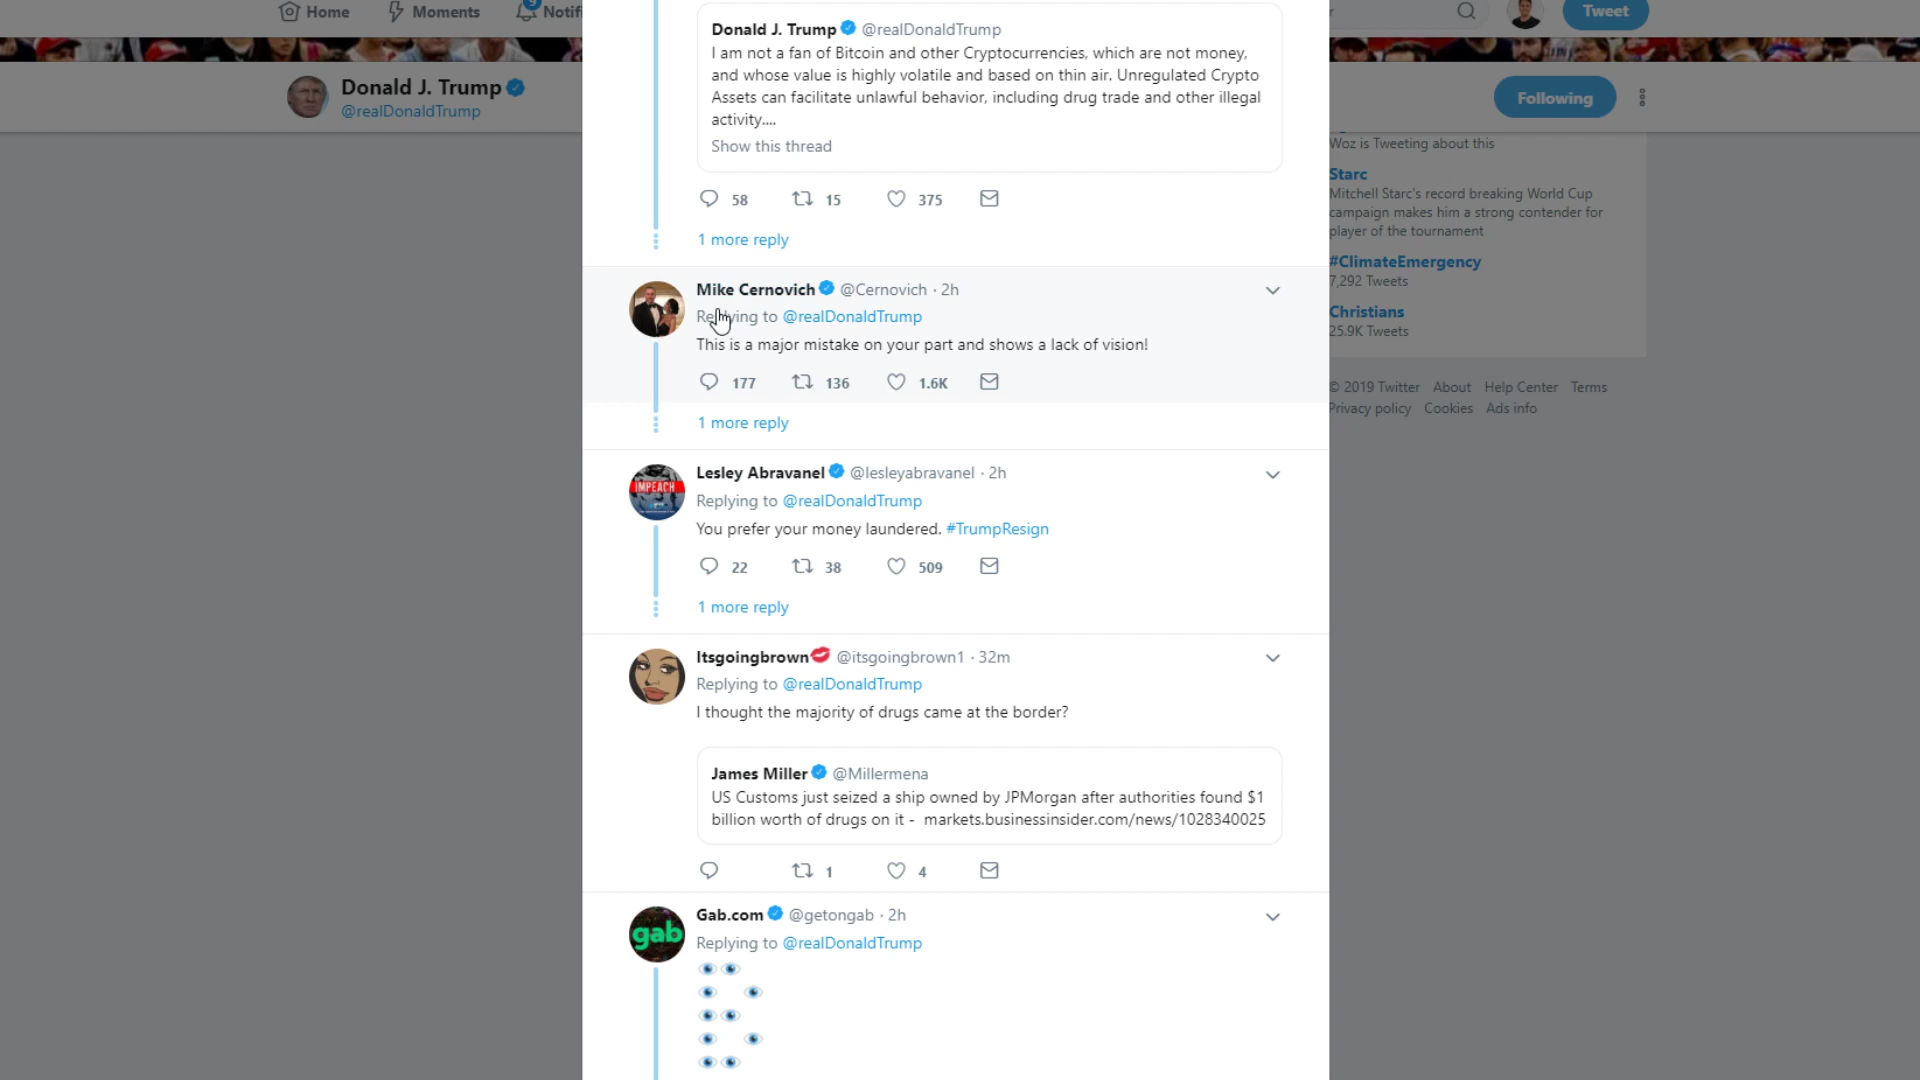 Home
Moments
9
Notifi
r
Tweet
Donald J. Trump
@realDonaldTrump
Following
Donald J. Trump @realDonaldTrump
I am not a fan of Bitcoin and other Cryptocurrencies, which are not money,
and whose value is highly volatile and based on thin air. Unregulated Crypto
Assets can facilitate unlawful behavior, including drug trade and other illegal
activity....
Show this thread
58 15 375
1 more reply
Mike Cernovich @Cernovich · 2h
Replying to @realDonaldTrump
This is a major mistake on your part and shows a lack of vision!
177 136 1.6K
1 more reply
Lesley Abravanel @lesleyabravanel · 2h
IMPEACH
Replying to @realDonaldTrump
You prefer your money laundered. #TrumpResign
22 38 509
1 more reply
Itsgoingbrown @itsgoingbrown1 · 32m
Replying to @realDonaldTrump
I thought the majority of drugs came at the border?
James Miller @Millermena
US Customs just seized a ship owned by JPMorgan after authorities found $1
billion worth of drugs on it - markets.businessinsider.com/news/1028340025
1 4
Gab.com @getongab · 2h
gab
Replying to @realDonaldTrump
Woz is Tweeting about this
Starc
Mitchell Starc's record breaking World Cup
campaign makes him a strong contender for
player of the tournament
#ClimateEmergency
7,292 Tweets
Christians
25.9K Tweets
© 2019 Twitter About Help Center Terms
Privacy policy Cookies Ads info